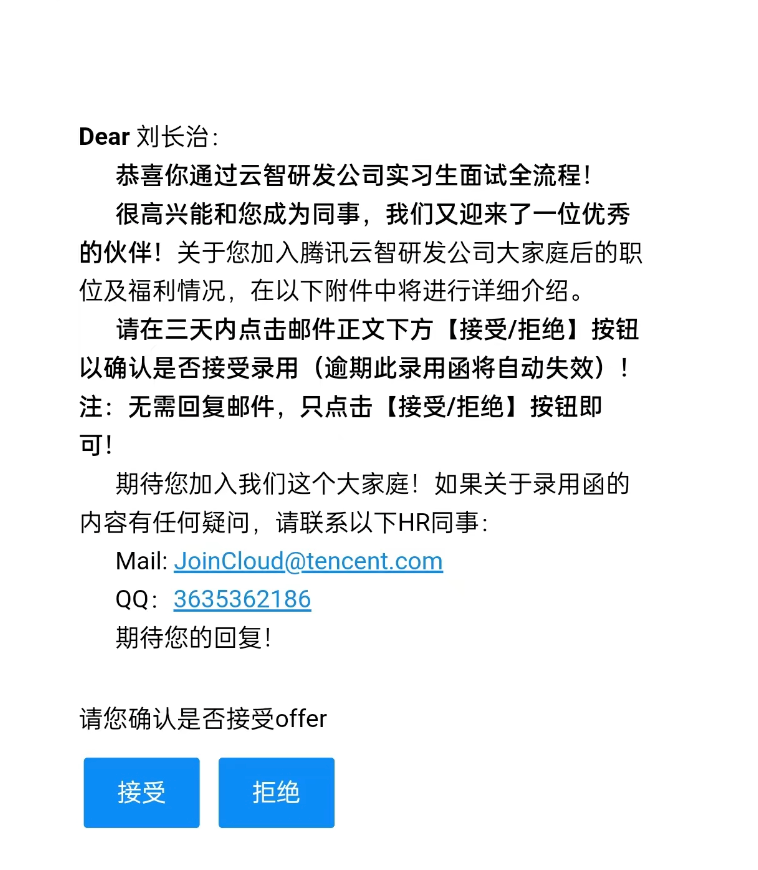 Dear 刘长治：
恭喜你通过云智研发公司实习生面试全流程！
很高兴能和您成为同事，我们又迎来了一位优秀
的伙伴！关于您加入腾讯云智研发公司大家庭后的职
位及福利情况，在以下附件中将进行详细介绍。
请在三天内点击邮件正文下方【接受/拒绝】按钮
以确认是否接受录用（逾期此录用函将自动失效）！
注：无需回复邮件，只点击【接受/拒绝】按钮即
可！
期待您加入我们这个大家庭！如果关于录用函的
内容有任何疑问，请联系以下HR同事：
Mail: JoinCloud@tencent.com
QQ：3635362186
期待您的回复！
请您确认是否接受offer
接受 拒绝